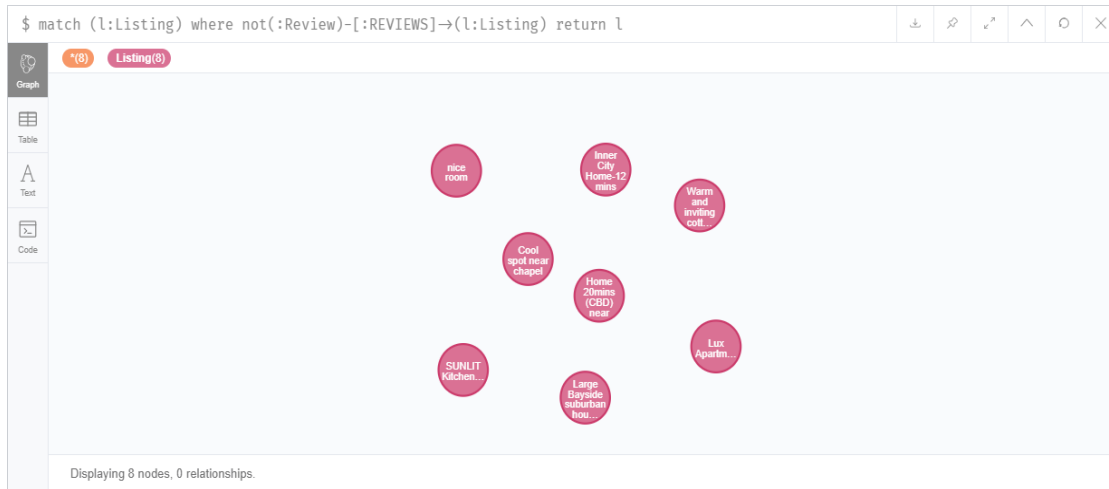 $ match (l:Listing) where not(:Review)-[:REVIEWS]->(l:Listing) return l
*(8) Listing(8)
Graph
Table
Text
Code
nice
room
Inner
City
Home-12
mins
Warm
and
inviting
cott…
Cool
spot near
chapel
Home
20mins
(CBD)
near
Lux
Apartm…
SUNLIT
Kitchen…
Large
Bayside
suburban
hou…
Displaying 8 nodes, 0 relationships.